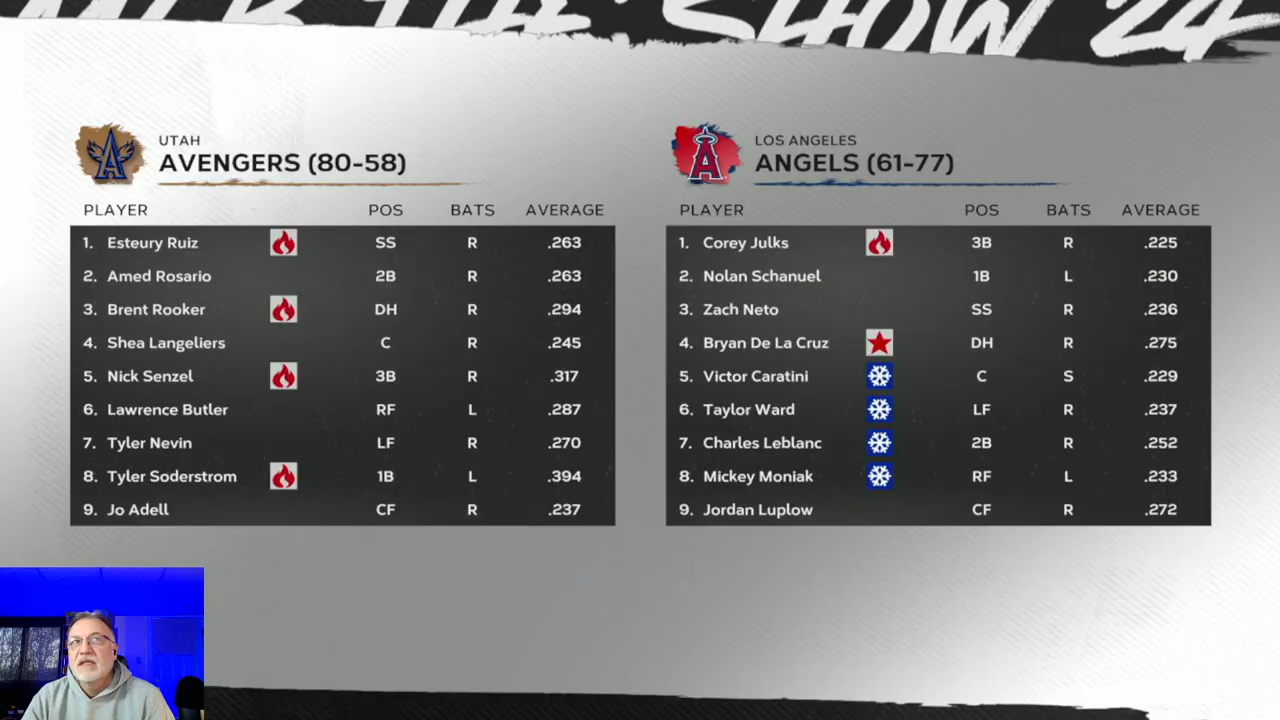 MLB THE SHOW 24
UTAH
AVENGERS (80-58)
PLAYER POS BATS AVERAGE
1. Esteury Ruiz SS R .263
2. Amed Rosario 2B R .263
3. Brent Rooker DH R .294
4. Shea Langeliers C R .245
5. Nick Senzel 3B R .317
6. Lawrence Butler RF L .287
7. Tyler Nevin LF R .270
8. Tyler Soderstrom 1B L .394
9. Jo Adell CF R .237
LOS ANGELES
ANGELS (61-77)
PLAYER POS BATS AVERAGE
1. Corey Julks 3B R .225
2. Nolan Schanuel 1B L .230
3. Zach Neto SS R .236
4. Bryan De La Cruz DH R .275
5. Victor Caratini C S .229
6. Taylor Ward LF R .237
7. Charles Leblanc 2B R .252
8. Mickey Moniak RF L .233
9. Jordan Luplow CF R .272